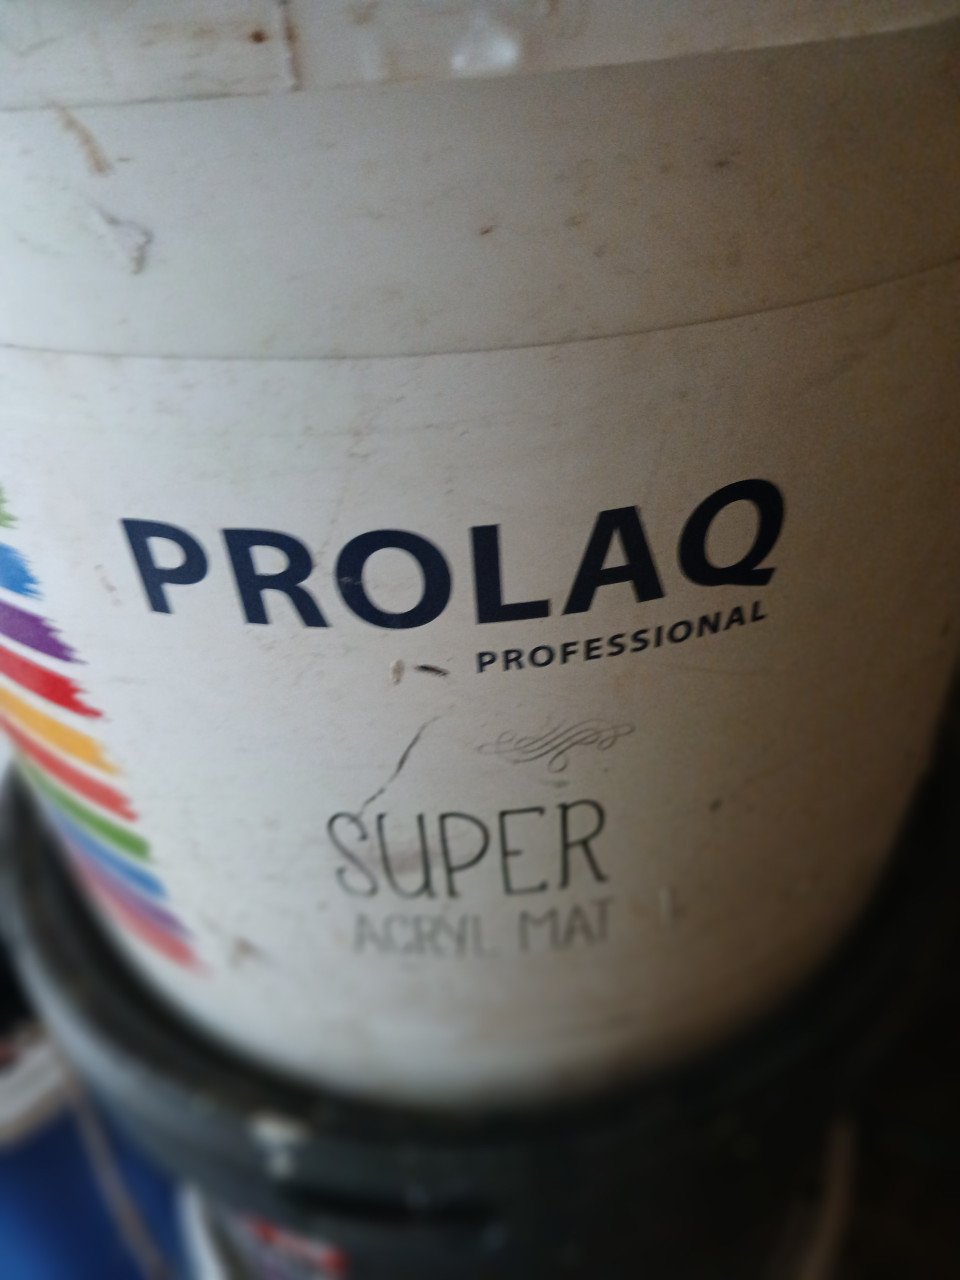 PROLAQ
PROFESSIONAL
SUPER
ACRYL MAT